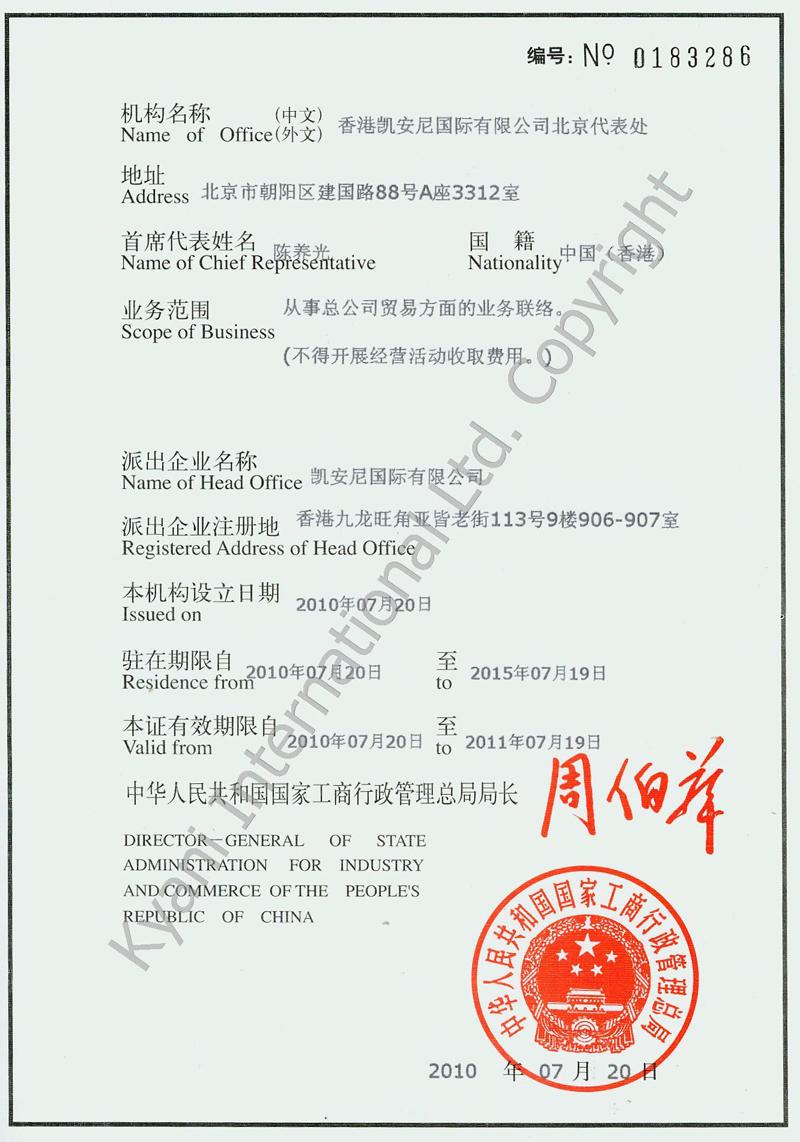 编号: Nº 0183286
机构名称 (中文) 香港凯安尼国际有限公司北京代表处
Name of Office(外文)
地址
Address 北京市朝阳区建国路88号A座3312室
首席代表姓名 陈养光 国 籍 中国（香港）
Name of Chief Representative Nationality
业务范围 从事总公司贸易方面的业务联络。
Scope of Business
(不得开展经营活动收取费用。)
派出企业名称 凯安尼国际有限公司
Name of Head Office
派出企业注册地 香港九龙旺角亚皆老街113号9楼906-907室
Registered Address of Head Office
本机构设立日期 2010年07月20日
Issued on
驻在期限自 2010年07月20日 至 2015年07月19日
Residence from to
本证有效期限自 2010年07月20日 至 2011年07月19日
Valid from to
中华人民共和国国家工商行政管理总局局长 周伯华
DIRECTOR—GENERAL OF STATE
ADMINISTRATION FOR INDUSTRY
AND COMMERCE OF THE PEOPLE'S
REPUBLIC OF CHINA
中华人民共和国国家工商行政管理总局
2010 年 07 月 20 日
Kyani International Ltd. Copyright